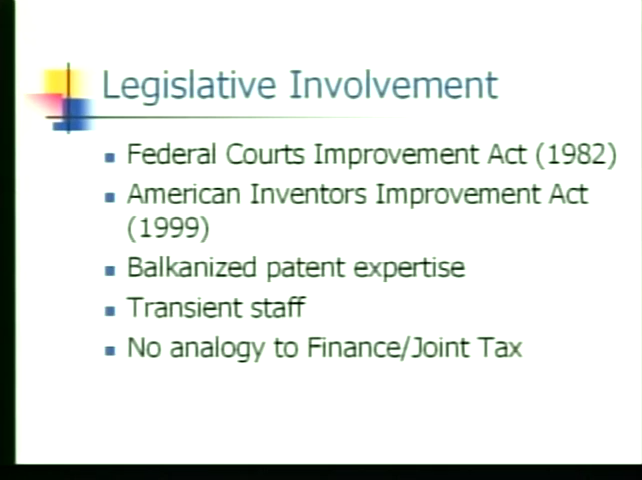 Legislative Involvement
Federal Courts Improvement Act (1982)
American Inventors Improvement Act
(1999)
Balkanized patent expertise
Transient staff
No analogy to Finance/Joint Tax